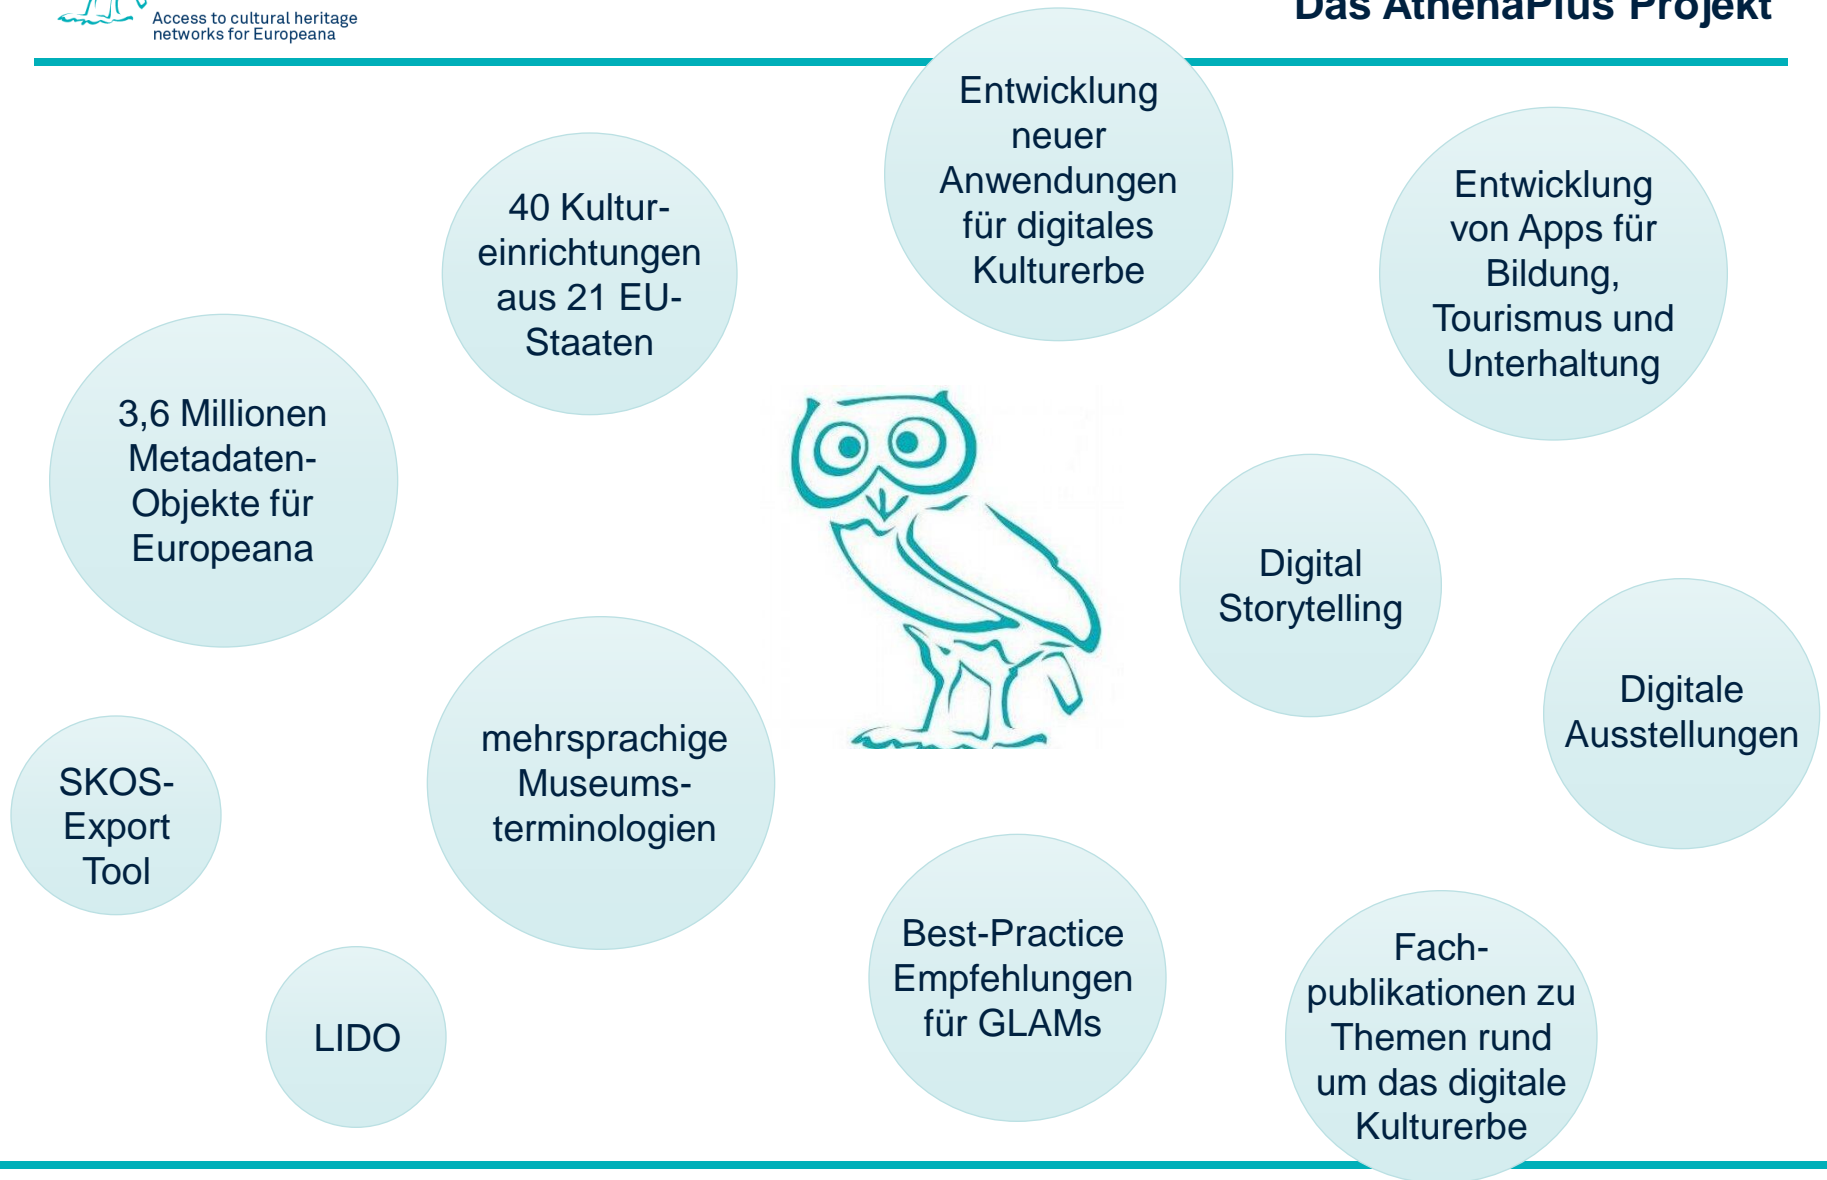 Access to cultural heritage
networks for Europeana
Das AthenaPlus Projekt
Entwicklung
neuer
Anwendungen
für digitales
Kulturerbe
40 Kultur-
einrichtungen
aus 21 EU-
Staaten
Entwicklung
von Apps für
Bildung,
Tourismus und
Unterhaltung
3,6 Millionen
Metadaten-
Objekte für
Europeana
Digital
Storytelling
Digitale
Ausstellungen
mehrsprachige
Museums-
terminologien
SKOS-
Export
Tool
Best-Practice
Empfehlungen
für GLAMs
Fach-
publikationen zu
Themen rund
um das digitale
Kulturerbe
LIDO